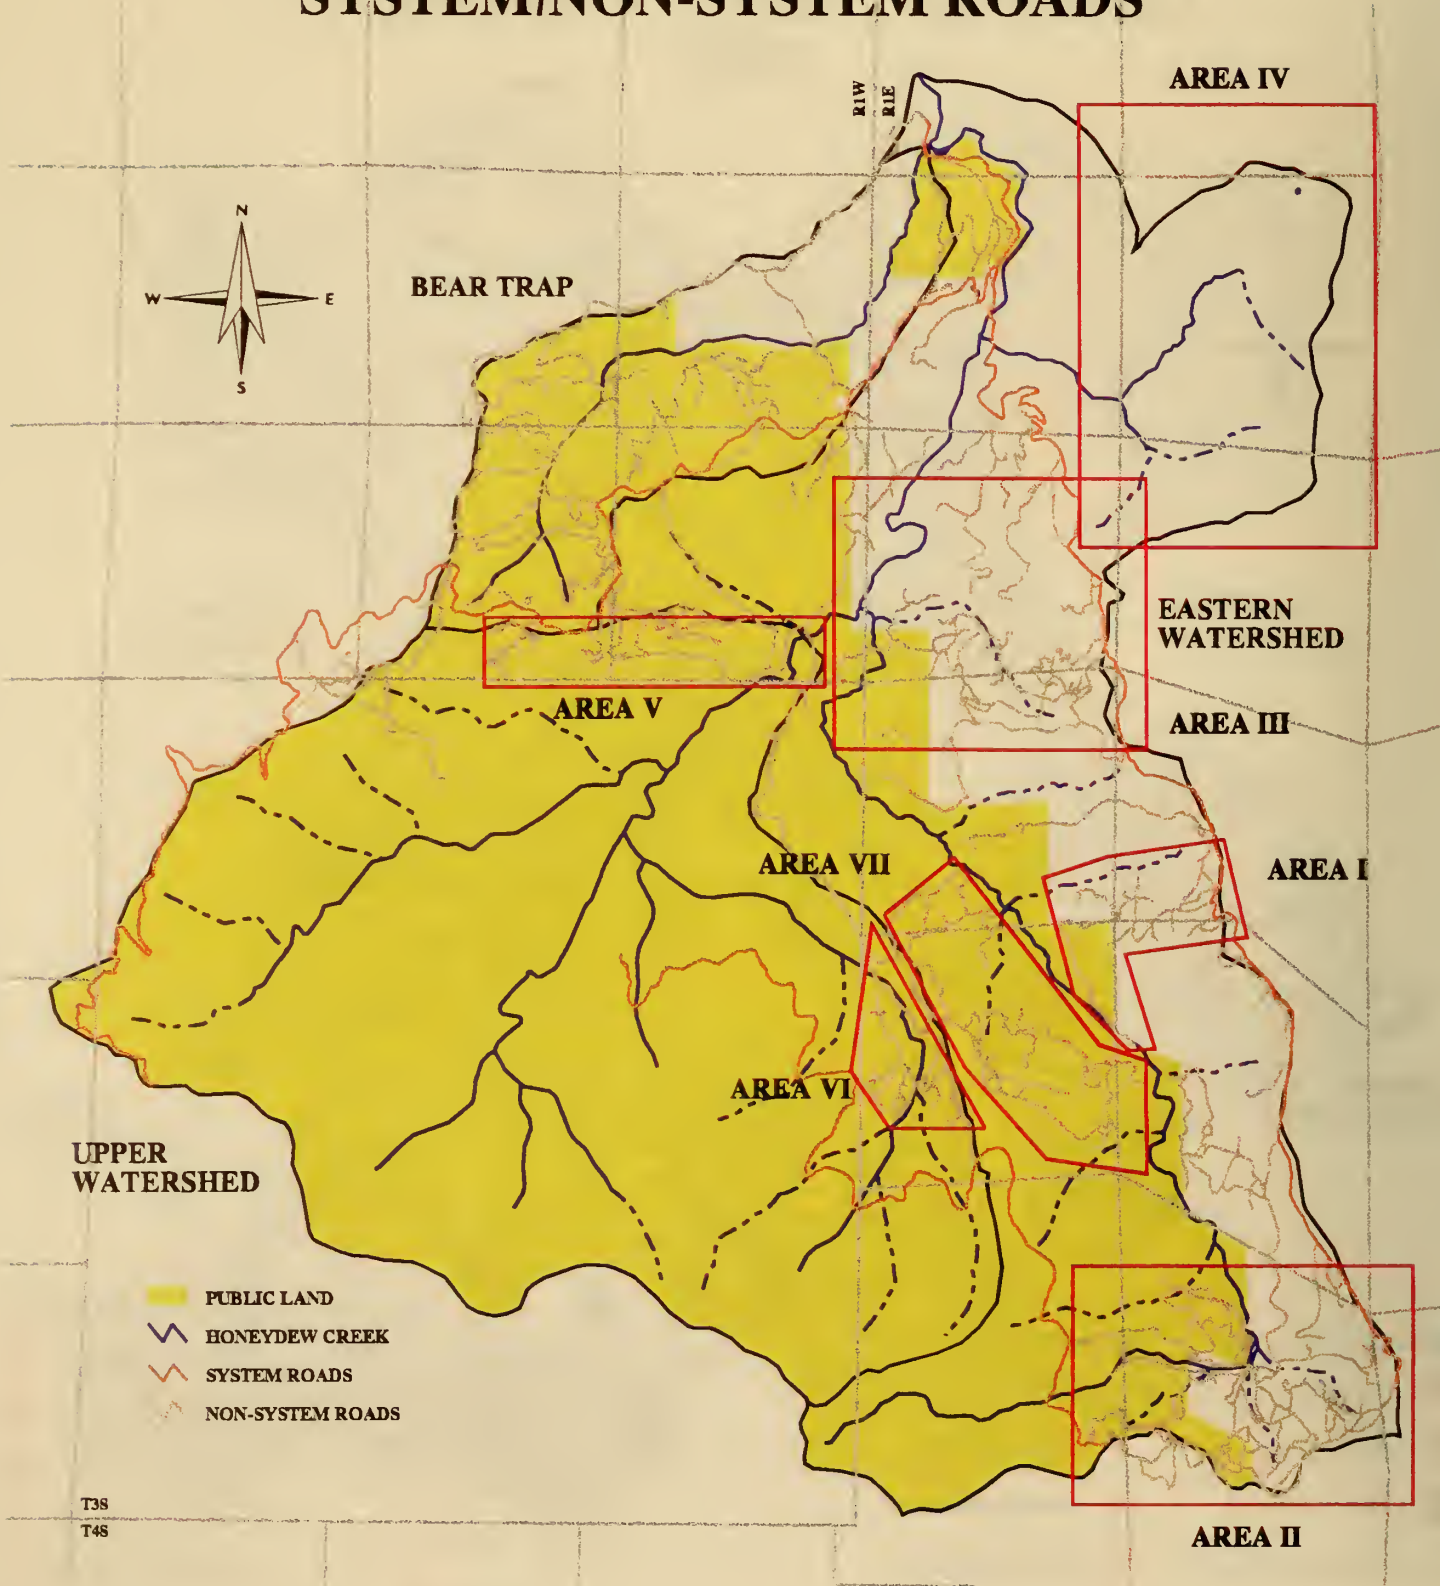 SYSTEM/NON-SYSTEM ROADS
AREA IV
R1W
R1E
N
W
E
S
BEAR TRAP
EASTERN
WATERSHED
AREA V
AREA III
AREA VII
AREA I
AREA VI
UPPER
WATERSHED
PUBLIC LAND
HONEYDEW CREEK
SYSTEM ROADS
NON-SYSTEM ROADS
T3S
T4S
AREA II